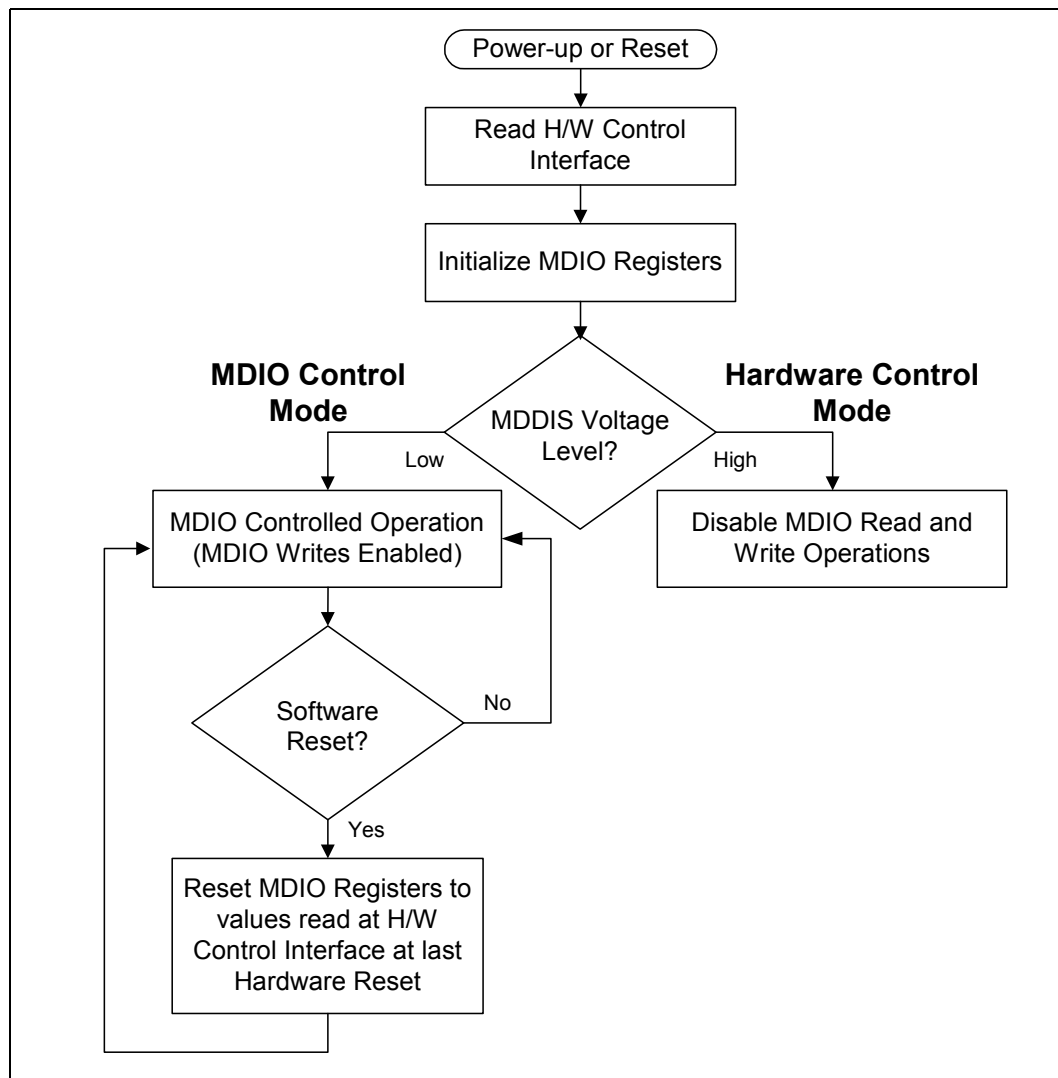 Power-up or Reset
Read H/W Control
Interface
Initialize MDIO Registers
MDIO Control
Mode
Hardware Control
Mode
MDDIS Voltage
Level?
Low
High
MDIO Controlled Operation
(MDIO Writes Enabled)
Disable MDIO Read and
Write Operations
Software
Reset?
No
Yes
Reset MDIO Registers to
values read at H/W
Control Interface at last
Hardware Reset